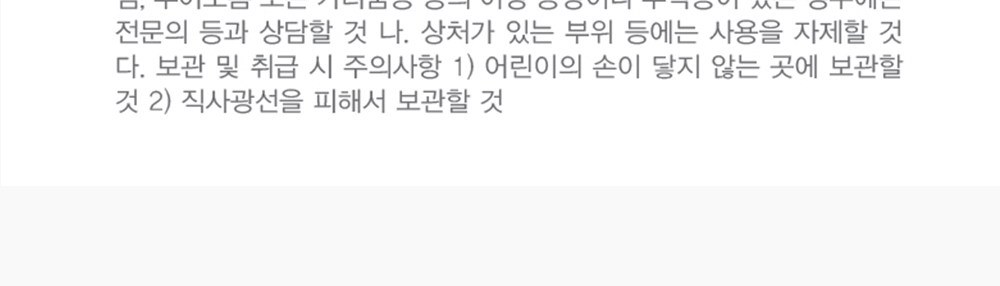 전문의 등과 상담할 것 나. 상처가 있는 부위 등에는 사용을 자제할 것
다. 보관 및 취급 시 주의사항 1) 어린이의 손이 닿지 않는 곳에 보관할
것 2) 직사광선을 피해서 보관할 것